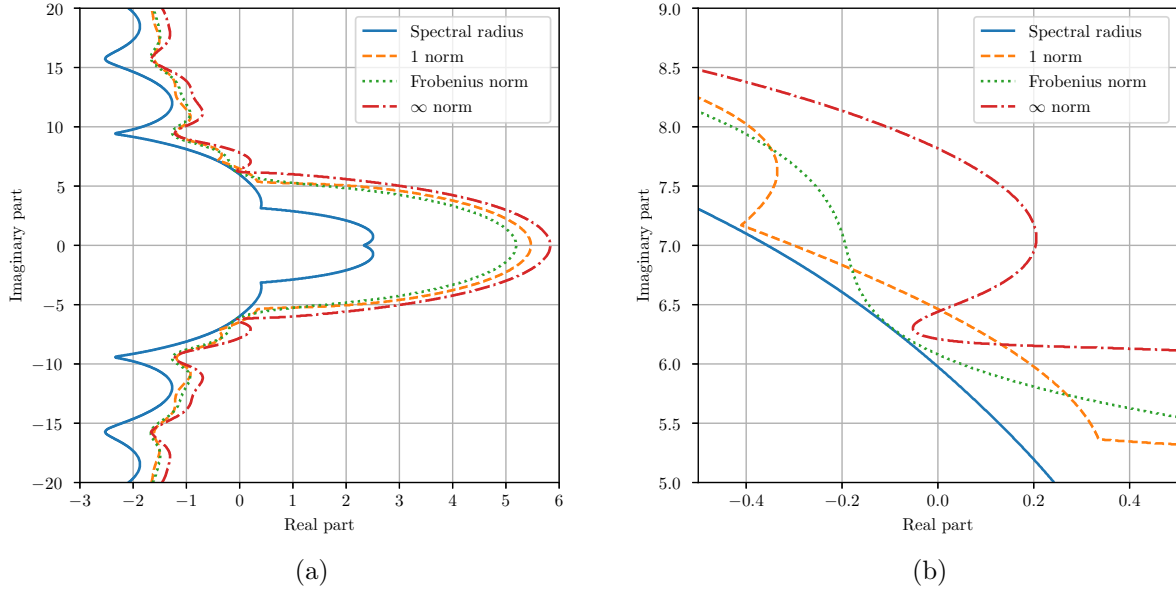 20
15
10
5
0
−5
−10
−15
−20
−3
−2
−1
0
1
2
3
4
5
6
Imaginary part
Real part
Spectral radius
1 norm
Frobenius norm
∞ norm
(a)
9.0
8.5
8.0
7.5
7.0
6.5
6.0
5.5
5.0
−0.4
−0.2
0.0
0.2
0.4
Imaginary part
Real part
Spectral radius
1 norm
Frobenius norm
∞ norm
(b)